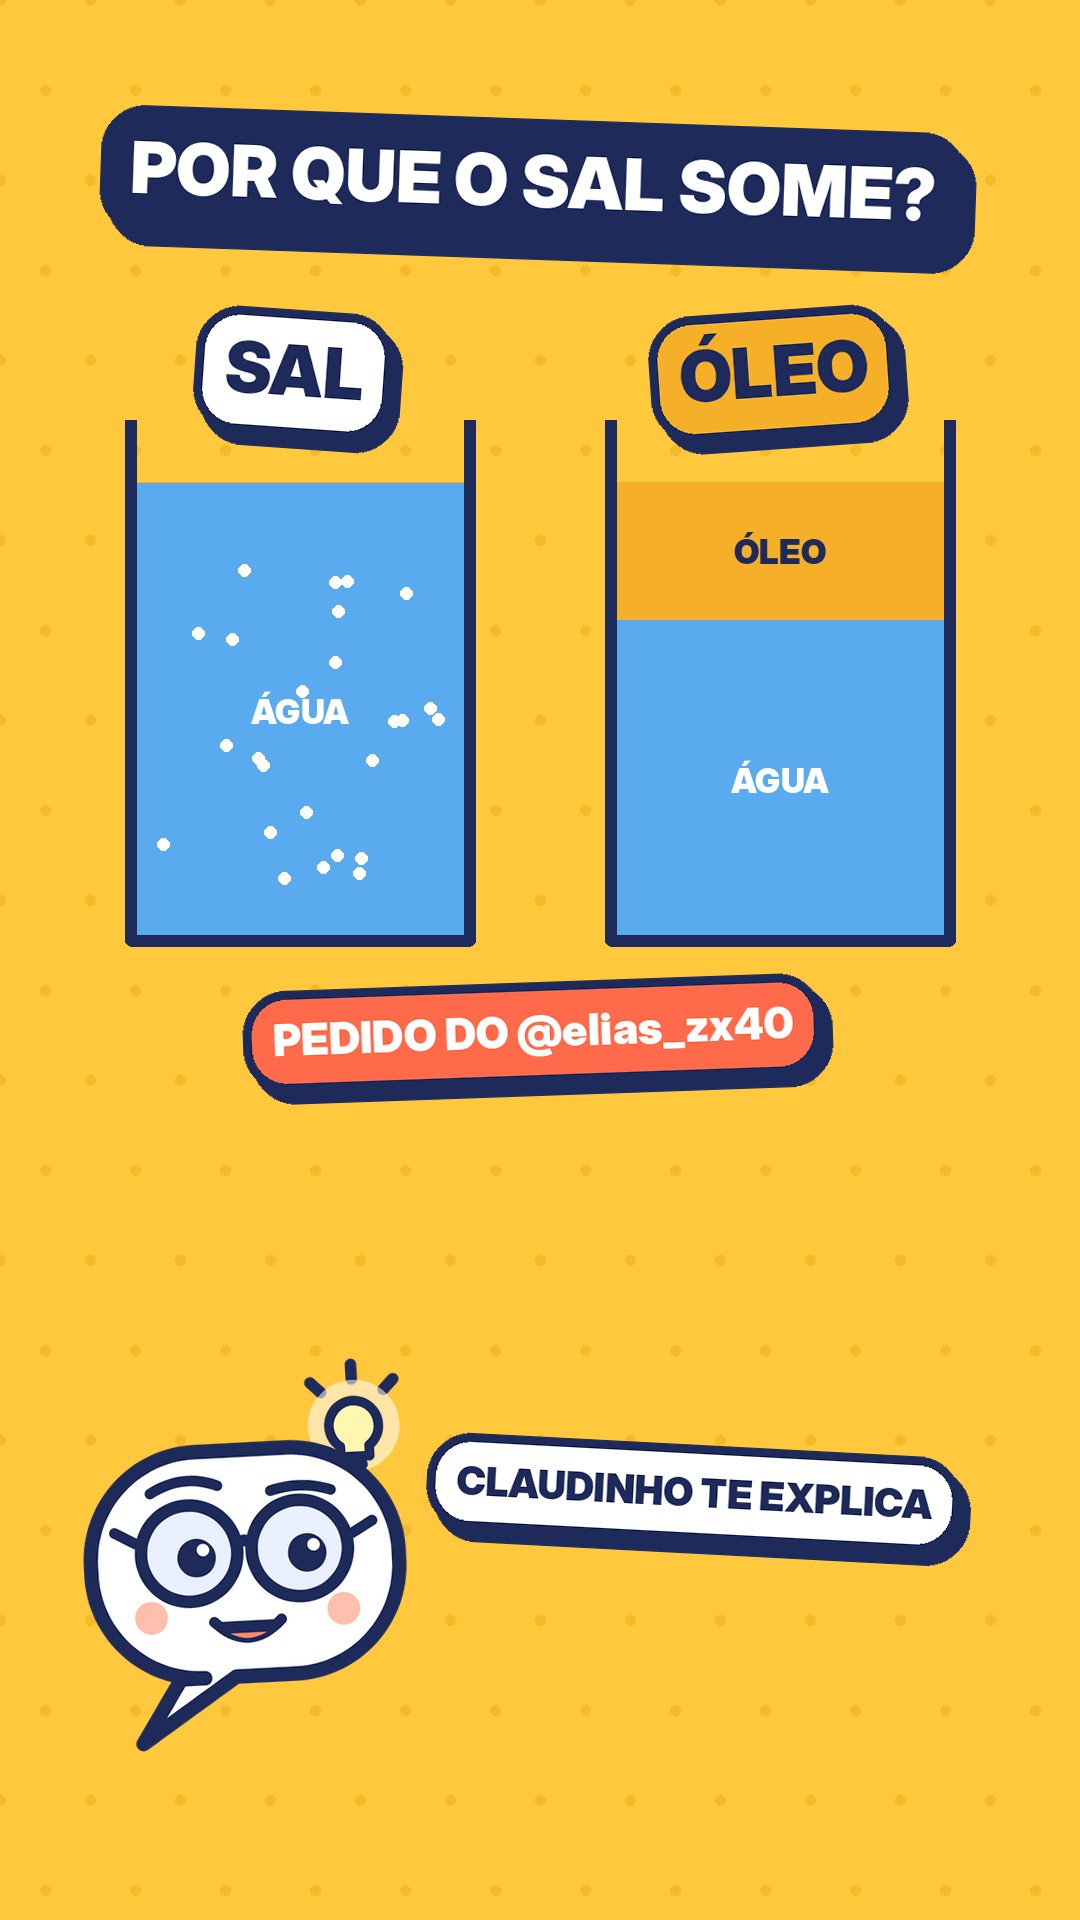 POR QUE O SAL SOME?
SAL
ÓLEO
ÓLEO
ÁGUA
ÁGUA
PEDIDO DO @elias_zx40
CLAUDINHO TE EXPLICA